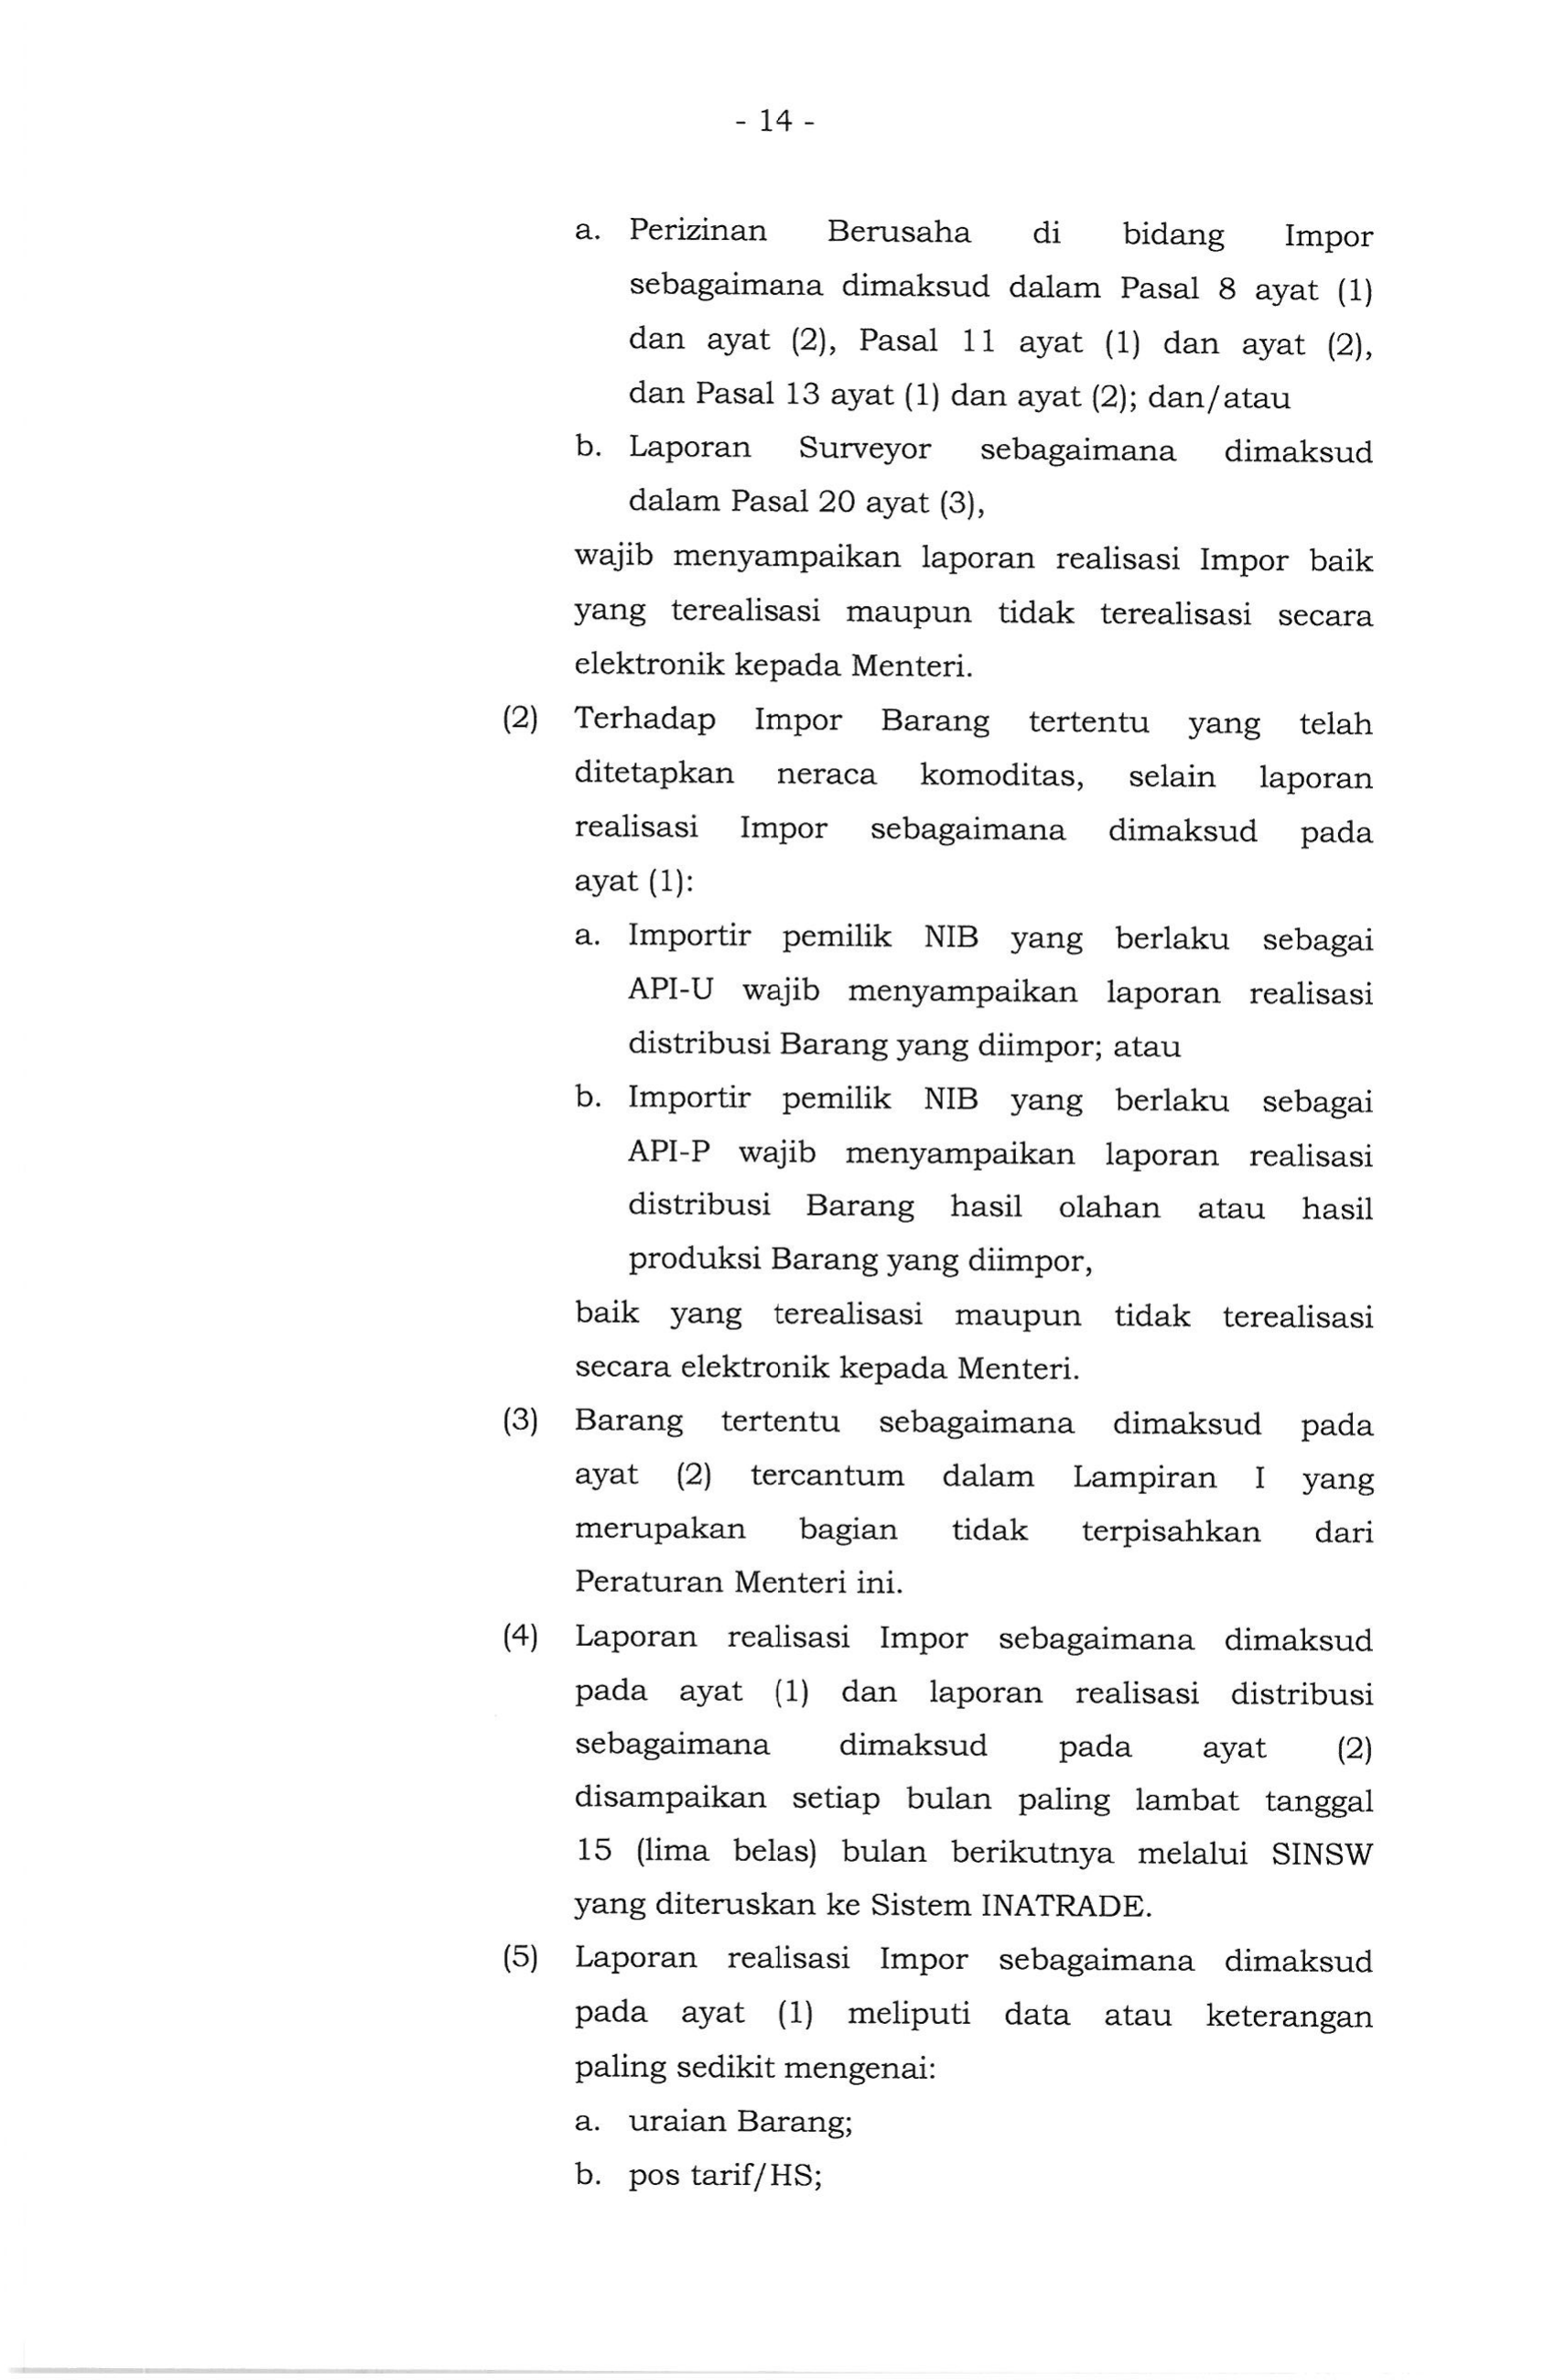 - 14 -
a. Perizinan Berusaha di bidang Impor
sebagaimana dimaksud dalam Pasal 8 ayat (1)
dan ayat (2), Pasal 11 ayat (1) dan ayat (2),
dan Pasal 13 ayat (1) dan ayat (2); dan/atau
b. Laporan Surveyor sebagaimana dimaksud
dalam Pasal 20 ayat (3),
wajib menyampaikan laporan realisasi Impor baik
yang terealisasi maupun tidak terealisasi secara
elektronik kepada Menteri.
(2) Terhadap Impor Barang tertentu yang telah
ditetapkan neraca komoditas, selain laporan
realisasi Impor sebagaimana dimaksud pada
ayat (1):
a. Importir pemilik NIB yang berlaku sebagai
API-U wajib menyampaikan laporan realisasi
distribusi Barang yang diimpor; atau
b. Importir pemilik NIB yang berlaku sebagai
API-P wajib menyampaikan laporan realisasi
distribusi Barang hasil olahan atau hasil
produksi Barang yang diimpor,
baik yang terealisasi maupun tidak terealisasi
secara elektronik kepada Menteri.
(3) Barang tertentu sebagaimana dimaksud pada
ayat (2) tercantum dalam Lampiran I yang
merupakan bagian tidak terpisahkan dari
Peraturan Menteri ini.
(4) Laporan realisasi Impor sebagaimana dimaksud
pada ayat (1) dan laporan realisasi distribusi
sebagaimana dimaksud pada ayat (2)
disampaikan setiap bulan paling lambat tanggal
15 (lima belas) bulan berikutnya melalui SINSW
yang diteruskan ke Sistem INATRADE.
(5) Laporan realisasi Impor sebagaimana dimaksud
pada ayat (1) meliputi data atau keterangan
paling sedikit mengenai:
a. uraian Barang;
b. pos tarif/HS;